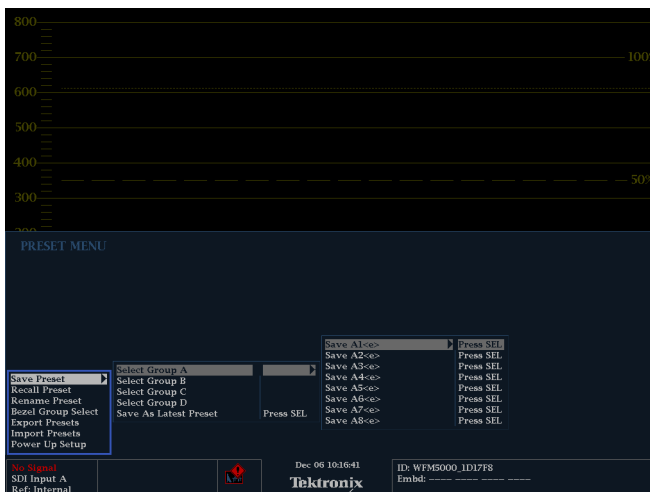 800
700
100
600
500
400
50%
300
PRESET MENU
Save A1<e> Press SEL
Save A2<e> Press SEL
Save A3<e> Press SEL
Save A4<e> Press SEL
Save A5<e> Press SEL
Save A6<e> Press SEL
Save A7<e> Press SEL
Save A8<e> Press SEL
Select Group A
Select Group B
Select Group C
Select Group D
Save As Latest Preset Press SEL
Save Preset
Recall Preset
Rename Preset
Bezel Group Select
Export Presets
Import Presets
Power Up Setup
No Signal
SDI Input A
Ref: Internal
Dec 06 10:16:41
Tektronix
ID: WFM5000_1D17F8
Embd: ---- ---- ---- ----